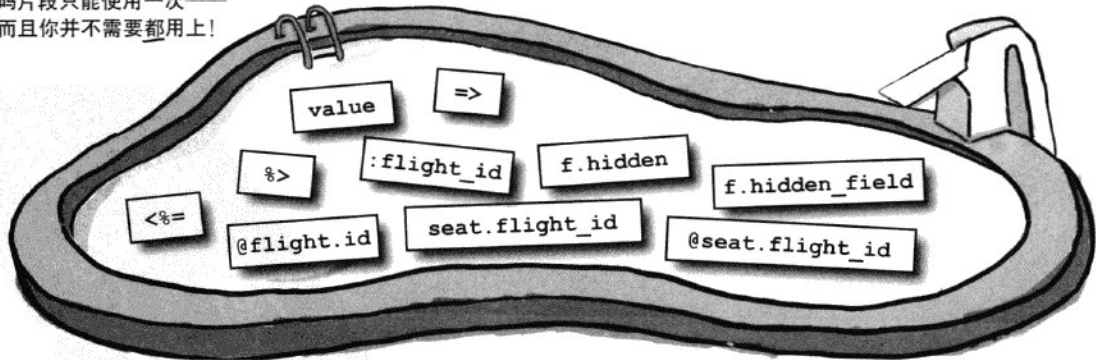 码片段只能使用一次——
而且你并不需要都用上！
value
=>
%>
:flight_id
f.hidden
f.hidden_field
<%=
@flight.id
seat.flight_id
@seat.flight_id